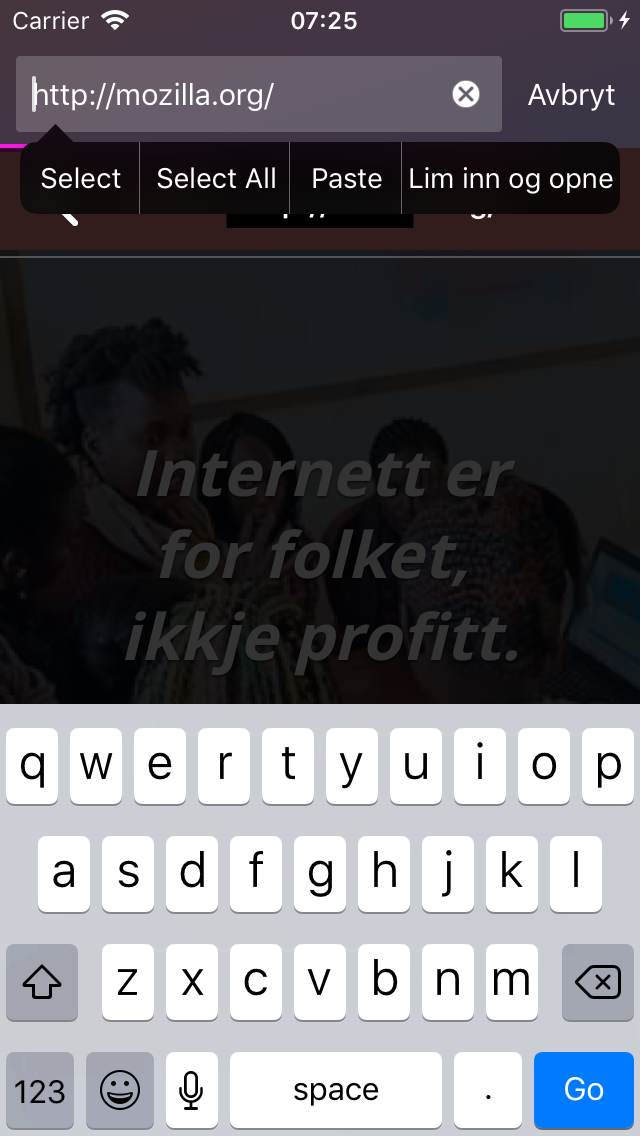 Carrier 07:25
http://mozilla.org/ Avbryt
Select Select All Paste Lim inn og opne
Internett er
for folket,
ikkje profitt.
q w e r t y u i o p
a s d f g h j k l
z x c v b n m
123 space . Go